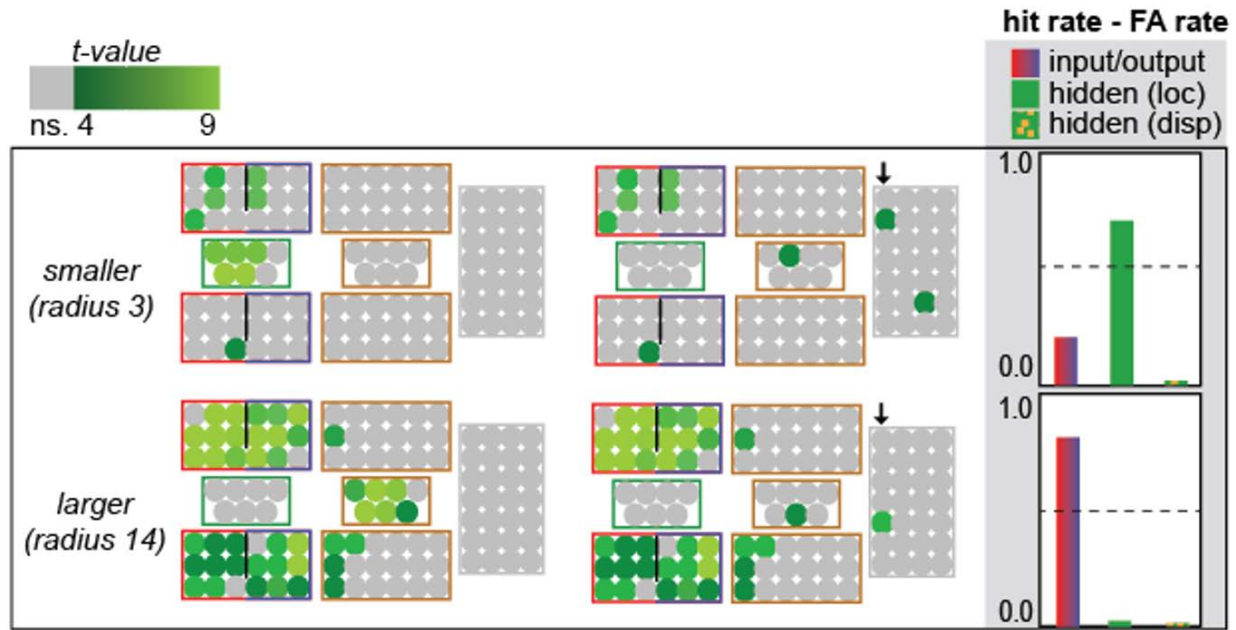 hit rate - FA rate
t-value
ns. 4 9
input/output
hidden (loc)
hidden (disp)
smaller
(radius 3)
1.0
0.0
larger
(radius 14)
1.0
0.0